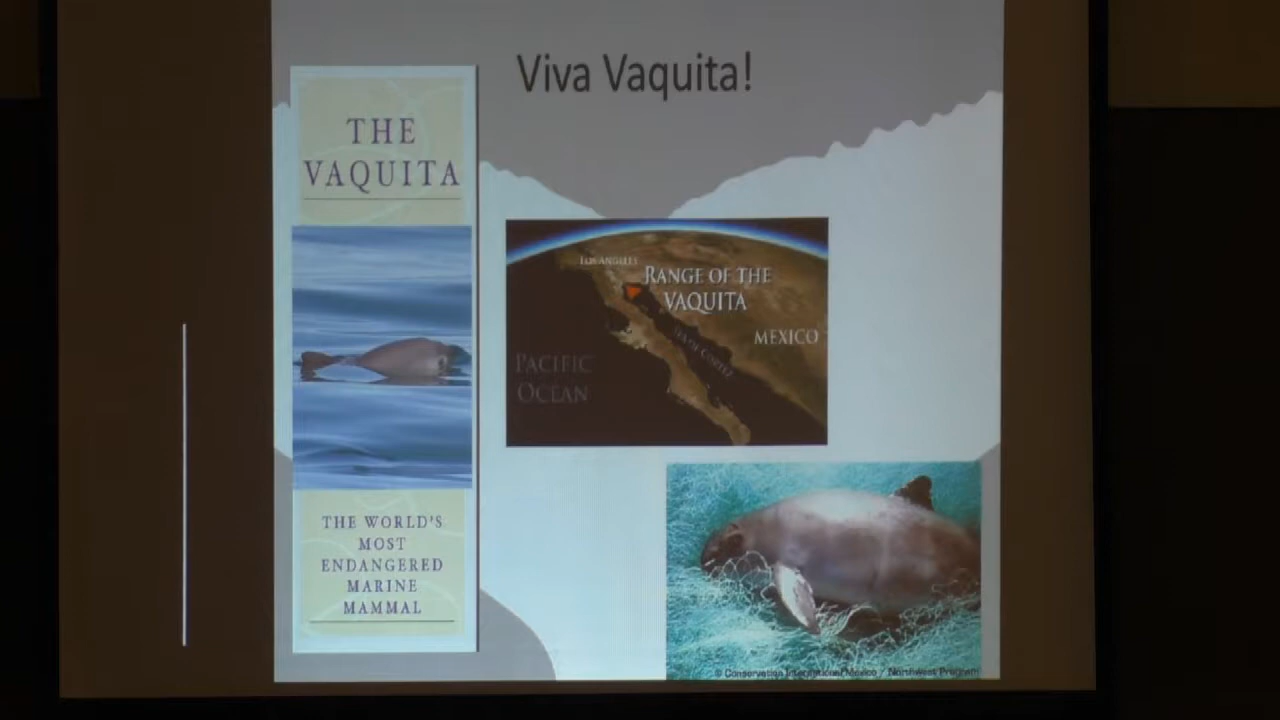 Viva Vaquita!
THE
VAQUITA
LOS ANGELES
RANGE OF THE
VAQUITA
MEXICO
SEA OF CORTEZ
PACIFIC
OCEAN
THE WORLD'S
MOST
ENDANGERED
MARINE
MAMMAL
© Conservation International Mexico / Northwest Program